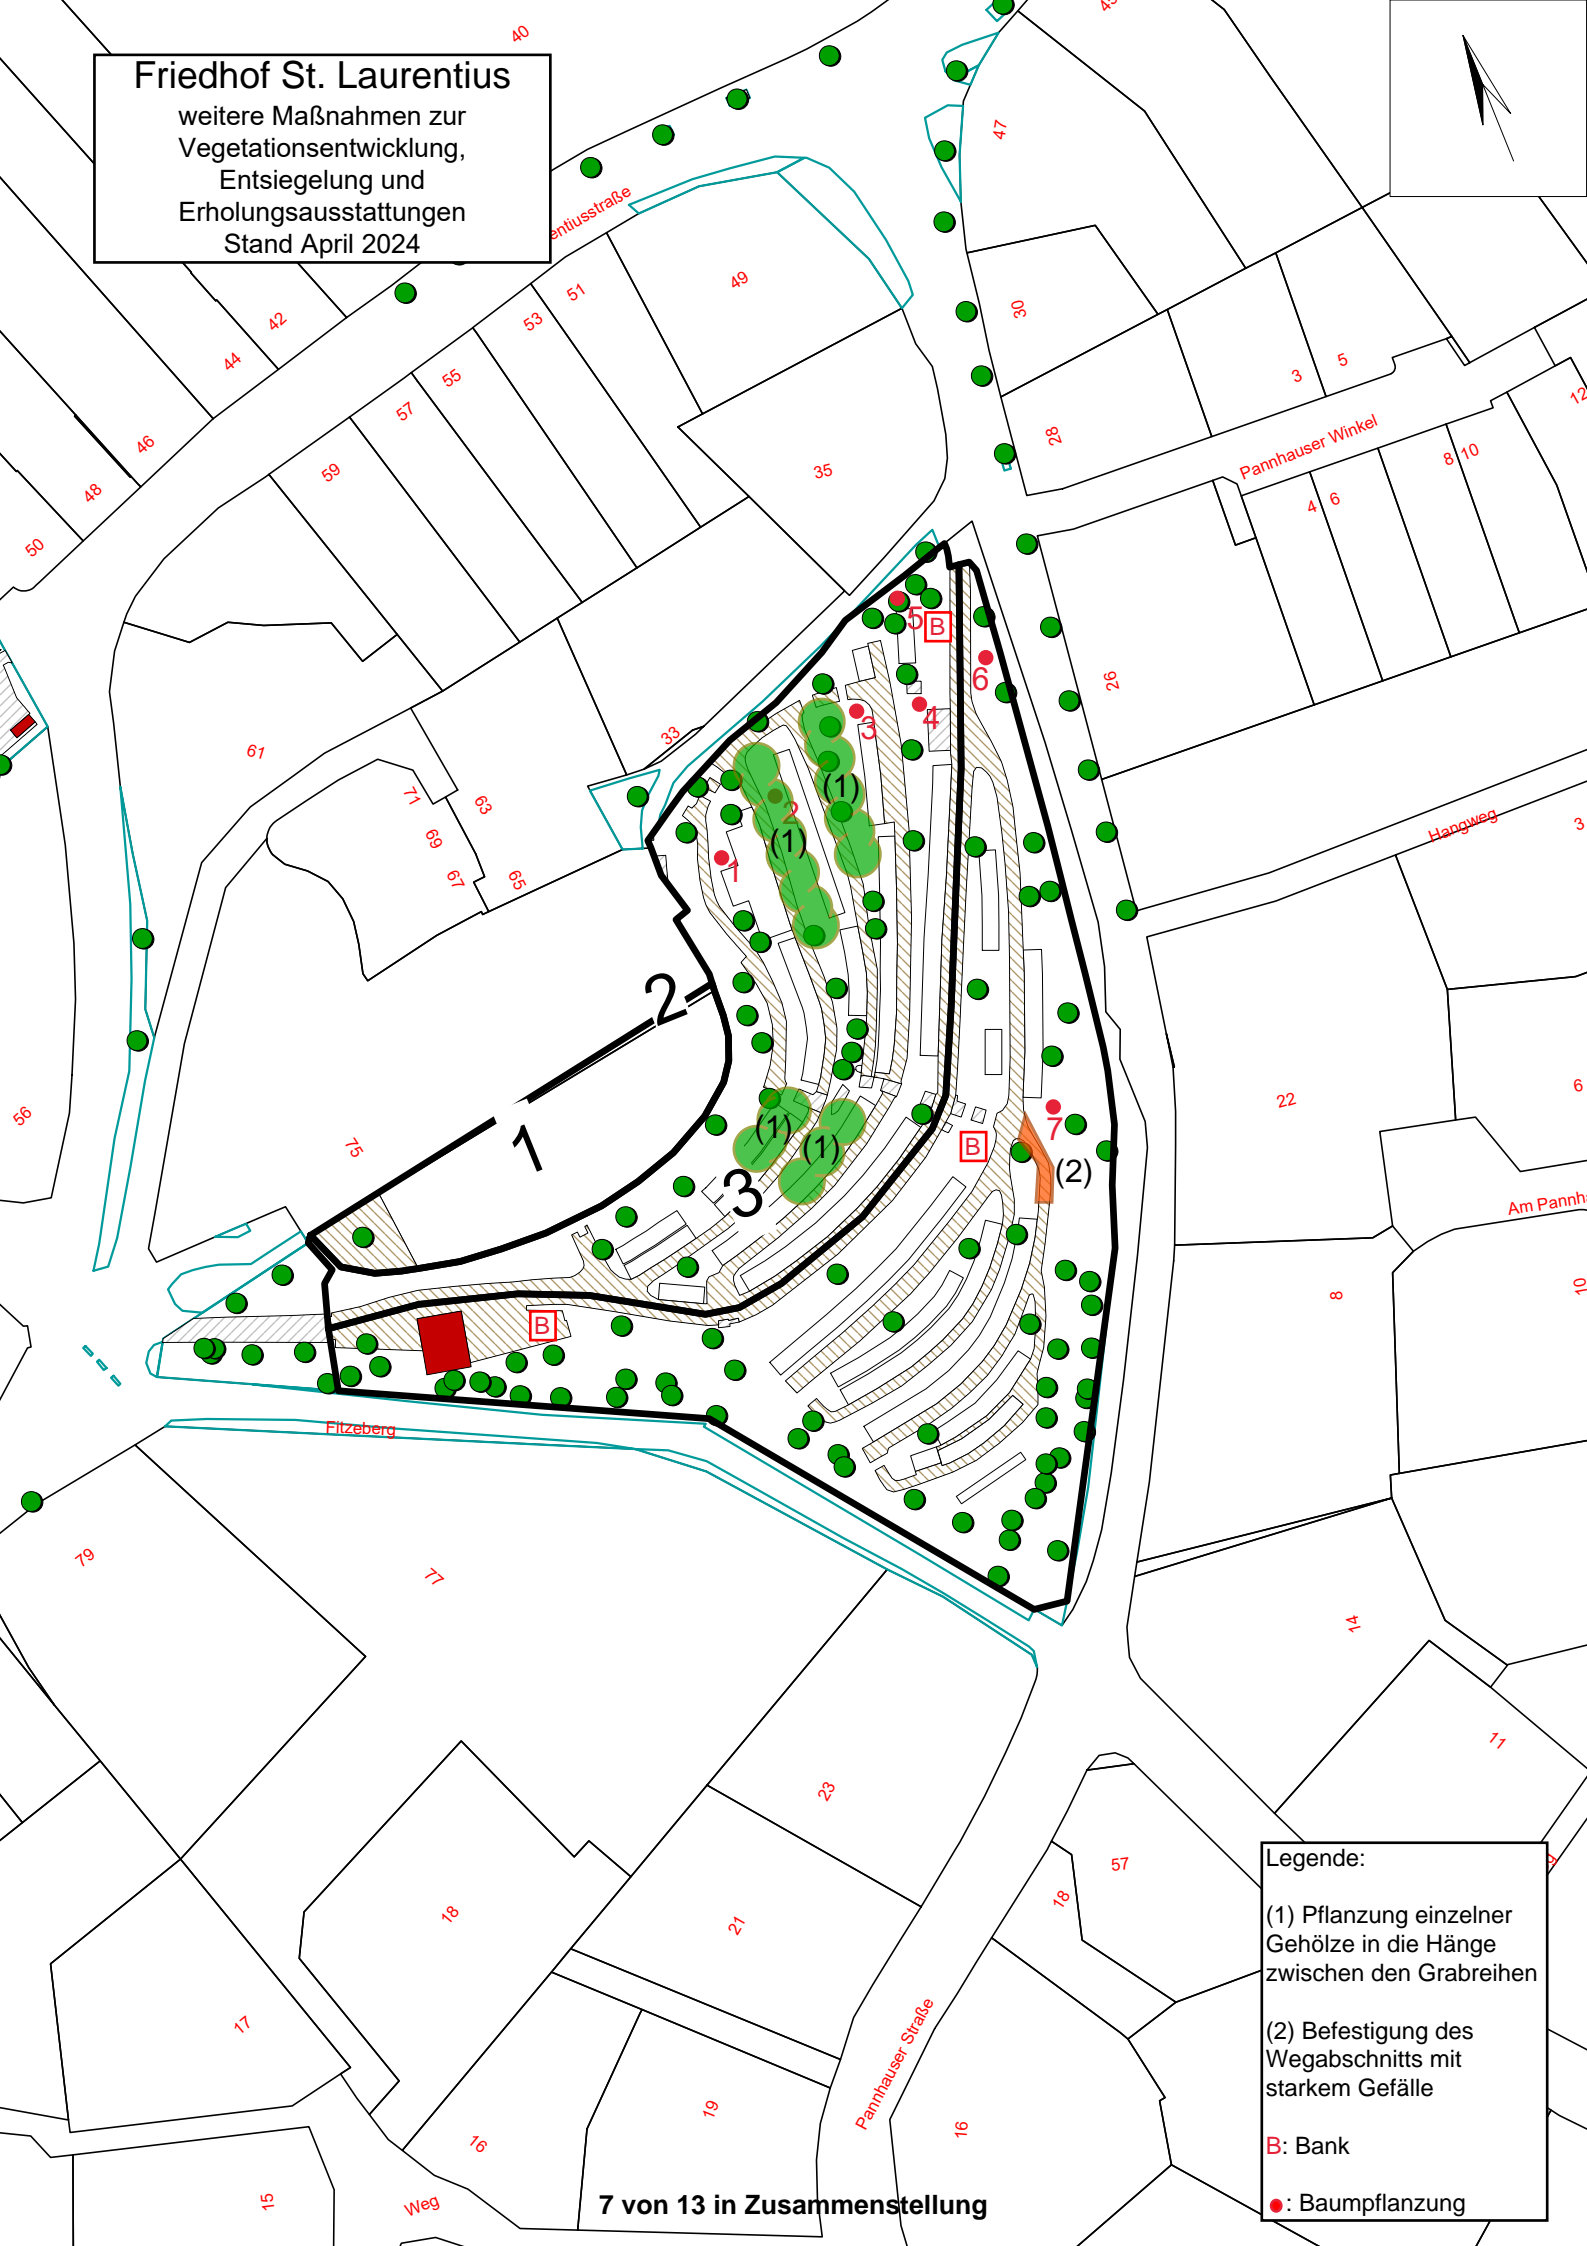 Friedhof St. Laurentius
weitere Maßnahmen zur
Vegetationsentwicklung,
Entsiegelung und
Erholungsausstattungen
Stand April 2024
40
47
entiusstraße
49
51
53
55
57
59
42
44
46
48
50
30
28
3
5
12
Pannhauser Winkel
8
10
4
6
35
33
26
61
71
69
67
63
65
Hangweg
3
5
B
6
4
3
(1)
2
(1)
1
2
1
3
(1)
(1)
B
7
(2)
75
56
22
6
Am Pannh
8
10
B
Fitzeberg
79
77
14
11
23
57
18
21
18
17
19
16
16
15
Weg
Pannhauser Straße
Legende:
(1) Pflanzung einzelner
Gehölze in die Hänge
zwischen den Grabreihen
(2) Befestigung des
Wegabschnitts mit
starkem Gefälle
B: Bank
: Baumpflanzung
7 von 13 in Zusammenstellung